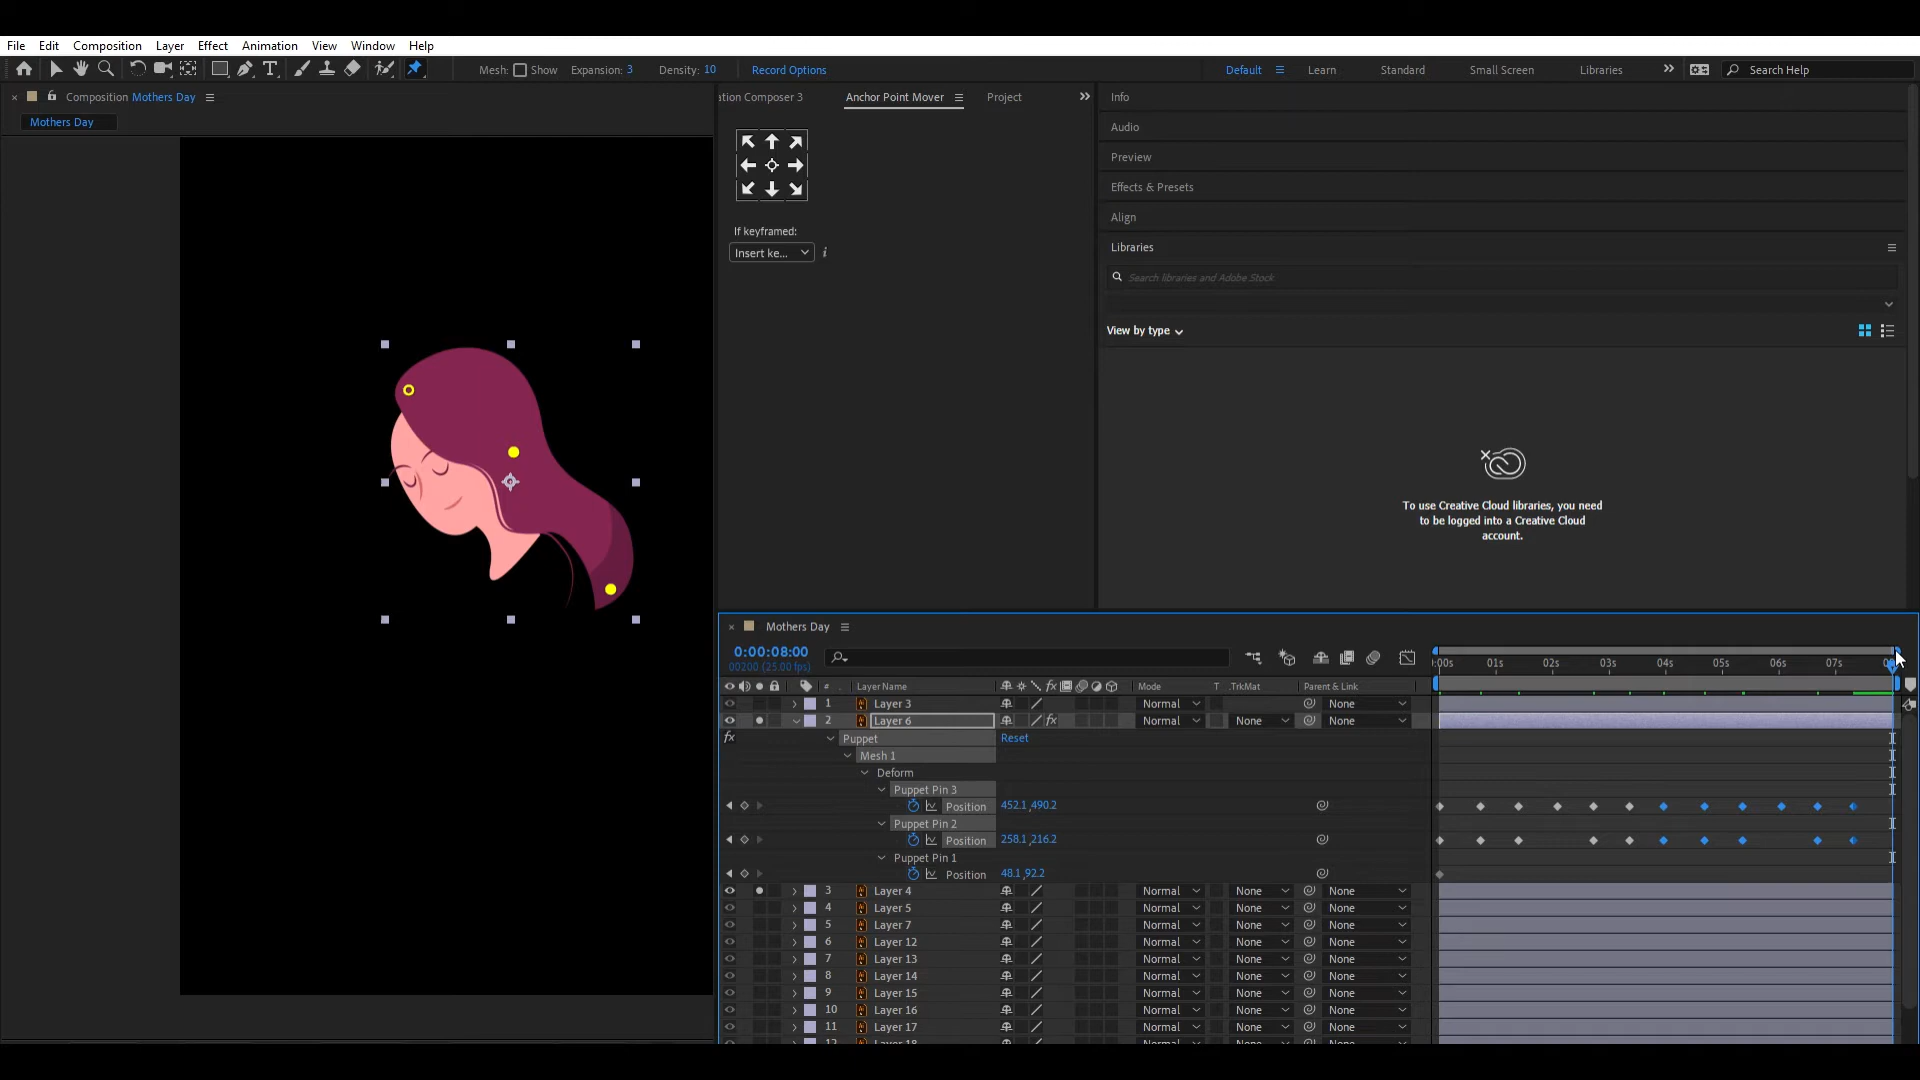 File Edit Composition Layer Effect Animation View Window Help
Mesh: Show Expansion: 3 Density: 10 Record Options Default Learn Standard Small Screen Libraries Search Help
Composition Mothers Day
Mothers Day
ation Composer 3 Anchor Point Mover Project
If keyframed:
Insert ke...
Info
Audio
Preview
Effects & Presets
Align
Libraries
Search libraries and Adobe Stock
View by type
To use Creative Cloud libraries, you need
to be logged into a Creative Cloud
account.
Mothers Day
0:00:08:00
00200 (25.00 fps)
:00s 01s 02s 03s 04s 05s 06s 07s
# Layer Name Mode T .TrkMat Parent & Link
1 Layer 3 Normal None
2 Layer 6 Normal None None
Puppet Reset
Mesh 1
Deform
Puppet Pin 3
Position 452.1,490.2
Puppet Pin 2
Position 258.1,216.2
Puppet Pin 1
Position 48.1,92.2
3 Layer 4 Normal None None
4 Layer 5 Normal None None
5 Layer 7 Normal None None
6 Layer 12 Normal None None
7 Layer 13 Normal None None
8 Layer 14 Normal None None
9 Layer 15 Normal None None
10 Layer 16 Normal None None
11 Layer 17 Normal None None